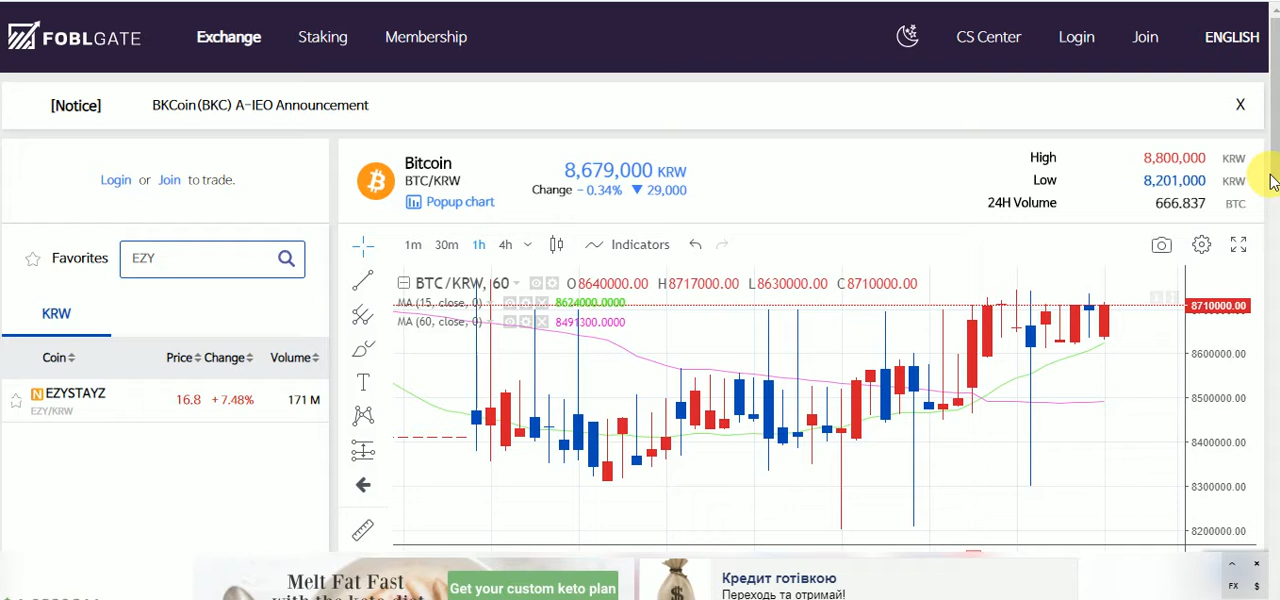 FOBLGATE
Exchange
Staking
Membership
CS Center
Login
Join
ENGLISH
[Notice]
BKCoin(BKC) A-IEO Announcement
X
Login or Join to trade.
Bitcoin
BTC/KRW
Popup chart
8,679,000 KRW
Change - 0.34% ▼ 29,000
High 8,800,000 KRW
Low 8,201,000 KRW
24H Volume 666.837 BTC
Favorites
EZY
KRW
Coin Price Change Volume
N EZYSTAYZ
EZY/KRW
16.8 +7.48% 171 M
1m 30m 1h 4h
Indicators
BTC/KRW, 60 O8640000.00 H8717000.00 L8630000.00 C8710000.00
MA (15, close, 0) 8624000.0000
MA (60, close, 0) 8491300.0000
8710000.00
8600000.00
8500000.00
8400000.00
8300000.00
8200000.00
T
Melt Fat Fast
with the keto diet
Get your custom keto plan
$
Кредит готівкою
Переходь та отримай!
FX $